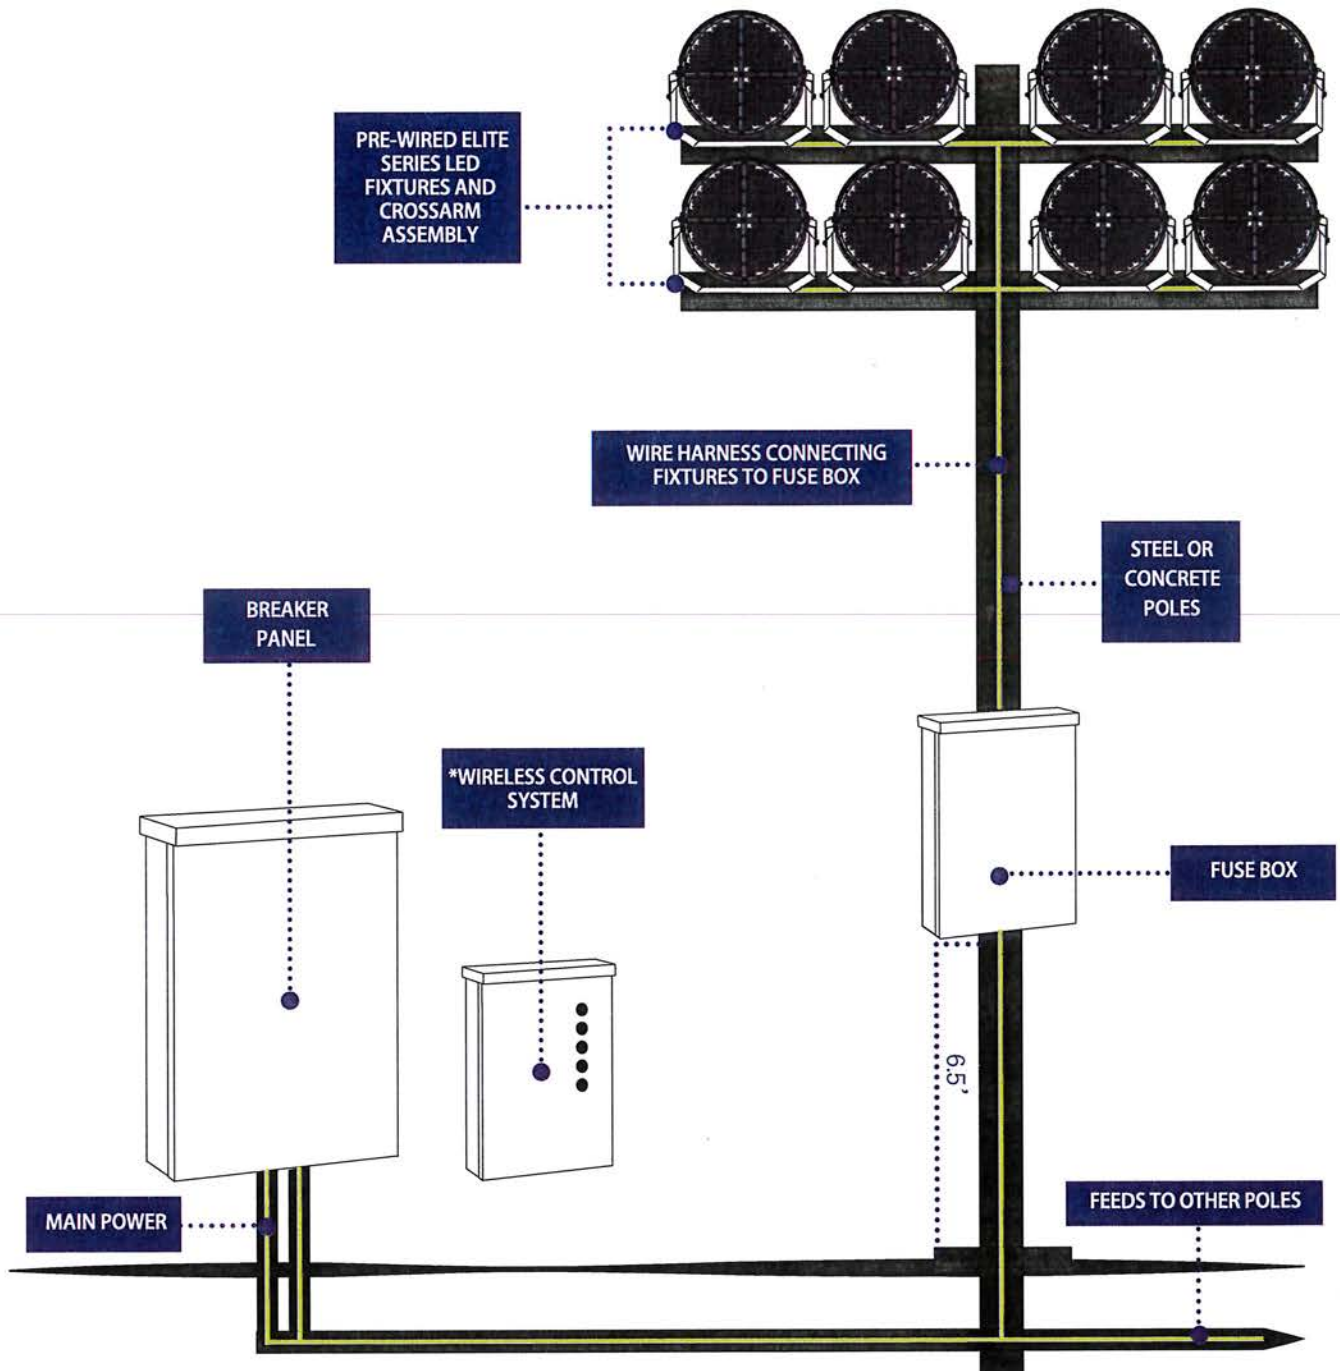 PRE-WIRED ELITE
SERIES LED
FIXTURES AND
CROSSARM
ASSEMBLY
WIRE HARNESS CONNECTING
FIXTURES TO FUSE BOX
STEEL OR
CONCRETE
POLES
BREAKER
PANEL
*WIRELESS CONTROL
SYSTEM
FUSE BOX
6.5'
MAIN POWER
FEEDS TO OTHER POLES